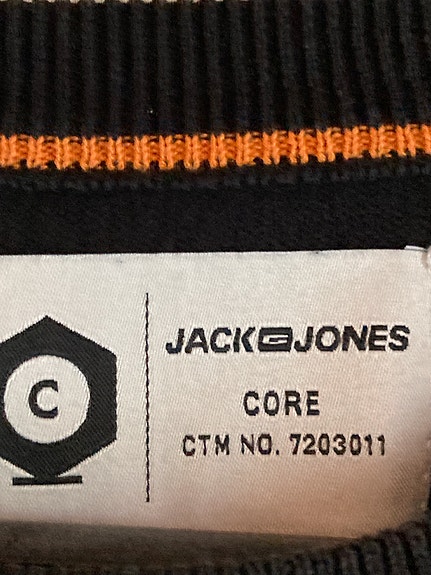 C
JACK&JONES
CORE
CTM NO. 7203011